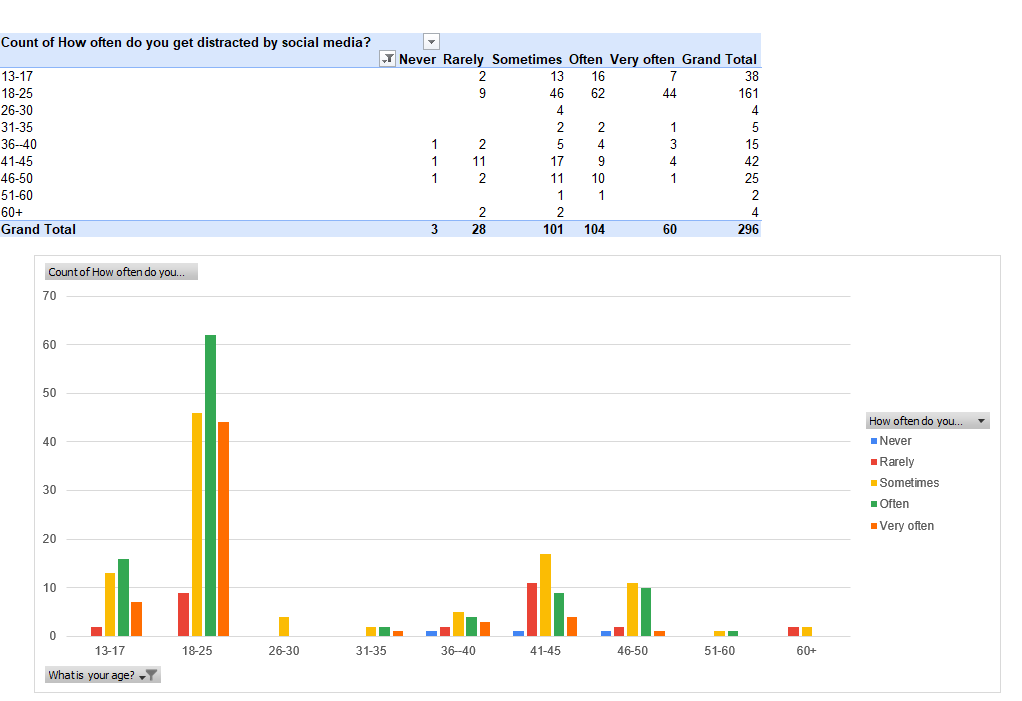 Count of How often do you get distracted by social media?
Never Rarely Sometimes Often Very often Grand Total
13-17 2 13 16 7 38
18-25 9 46 62 44 161
26-30 4 4
31-35 2 2 1 5
36--40 1 2 5 4 3 15
41-45 1 11 17 9 4 42
46-50 1 2 11 10 1 25
51-60 1 1 2
60+ 2 2 4
Grand Total 3 28 101 104 60 296
Count of How often do you...
70
60
50
40
30
20
10
0
13-17 18-25 26-30 31-35 36--40 41-45 46-50 51-60 60+
What is your age?
How often do you...
Never
Rarely
Sometimes
Often
Very often